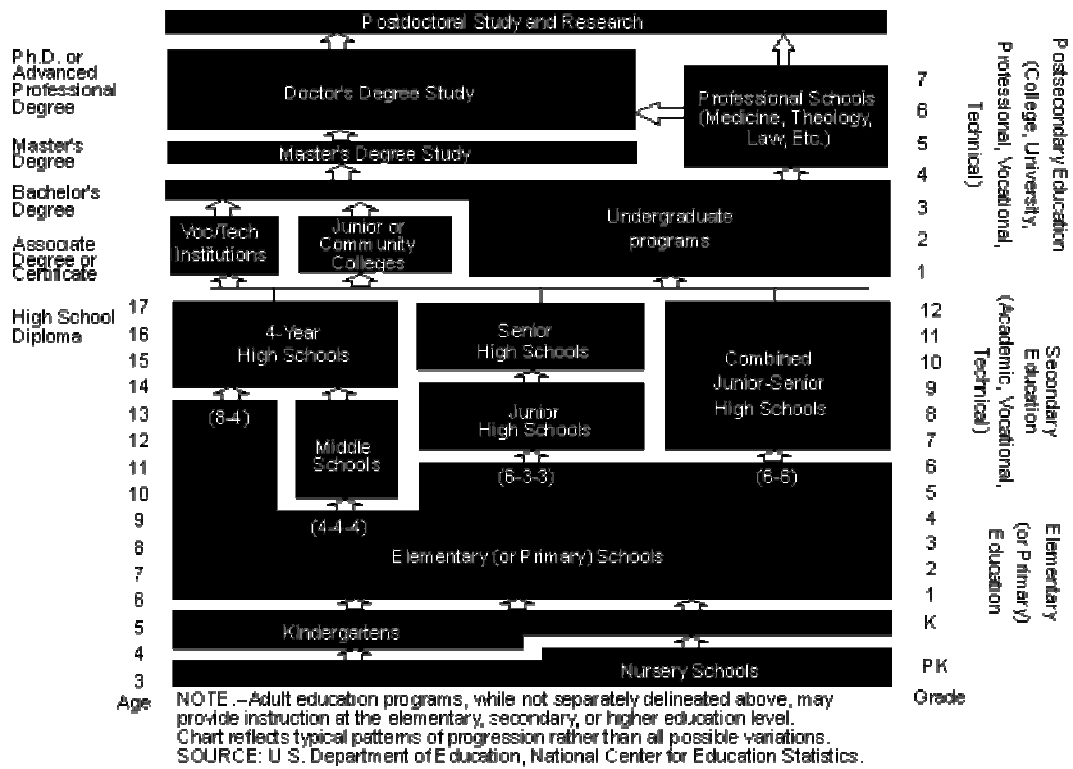 Postdoctoral Study and Research
Ph.D. or
Advanced
Professional
Degree
Doctor's Degree Study
Professional Schools
(Medicine, Theology,
Law, Etc.)
Master's
Degree
Master's Degree Study
Bachelor's
Degree
Undergraduate
programs
Associate
Degree or
Certificate
Voc/Tech
Institutions
Junior or
Community
Colleges
7
6
5
4
3
2
1
Postsecondary Education
(College, University,
Professional, Vocational,
Technical)
High School
Diploma
17
16
15
14
13
12
11
10
9
8
7
6
5
4
3
Age
4-Year
High Schools
Senior
High Schools
Combined
Junior-Senior
High Schools
(8-4)
Middle
Schools
Junior
High Schools
(4-4-4)
(6-3-3)
(6-6)
Elementary (or Primary) Schools
Kindergartens
Nursery Schools
12
11
10
9
8
7
6
5
4
3
2
1
K
PK
Grade
Secondary
Education
(Academic, Vocational,
Technical)
Elementary
(or Primary)
Education
NOTE.--Adult education programs, while not separately delineated above, may
provide instruction at the elementary, secondary, or higher education level.
Chart reflects typical patterns of progression rather than all possible variations.
SOURCE: U.S. Department of Education, National Center for Education Statistics.